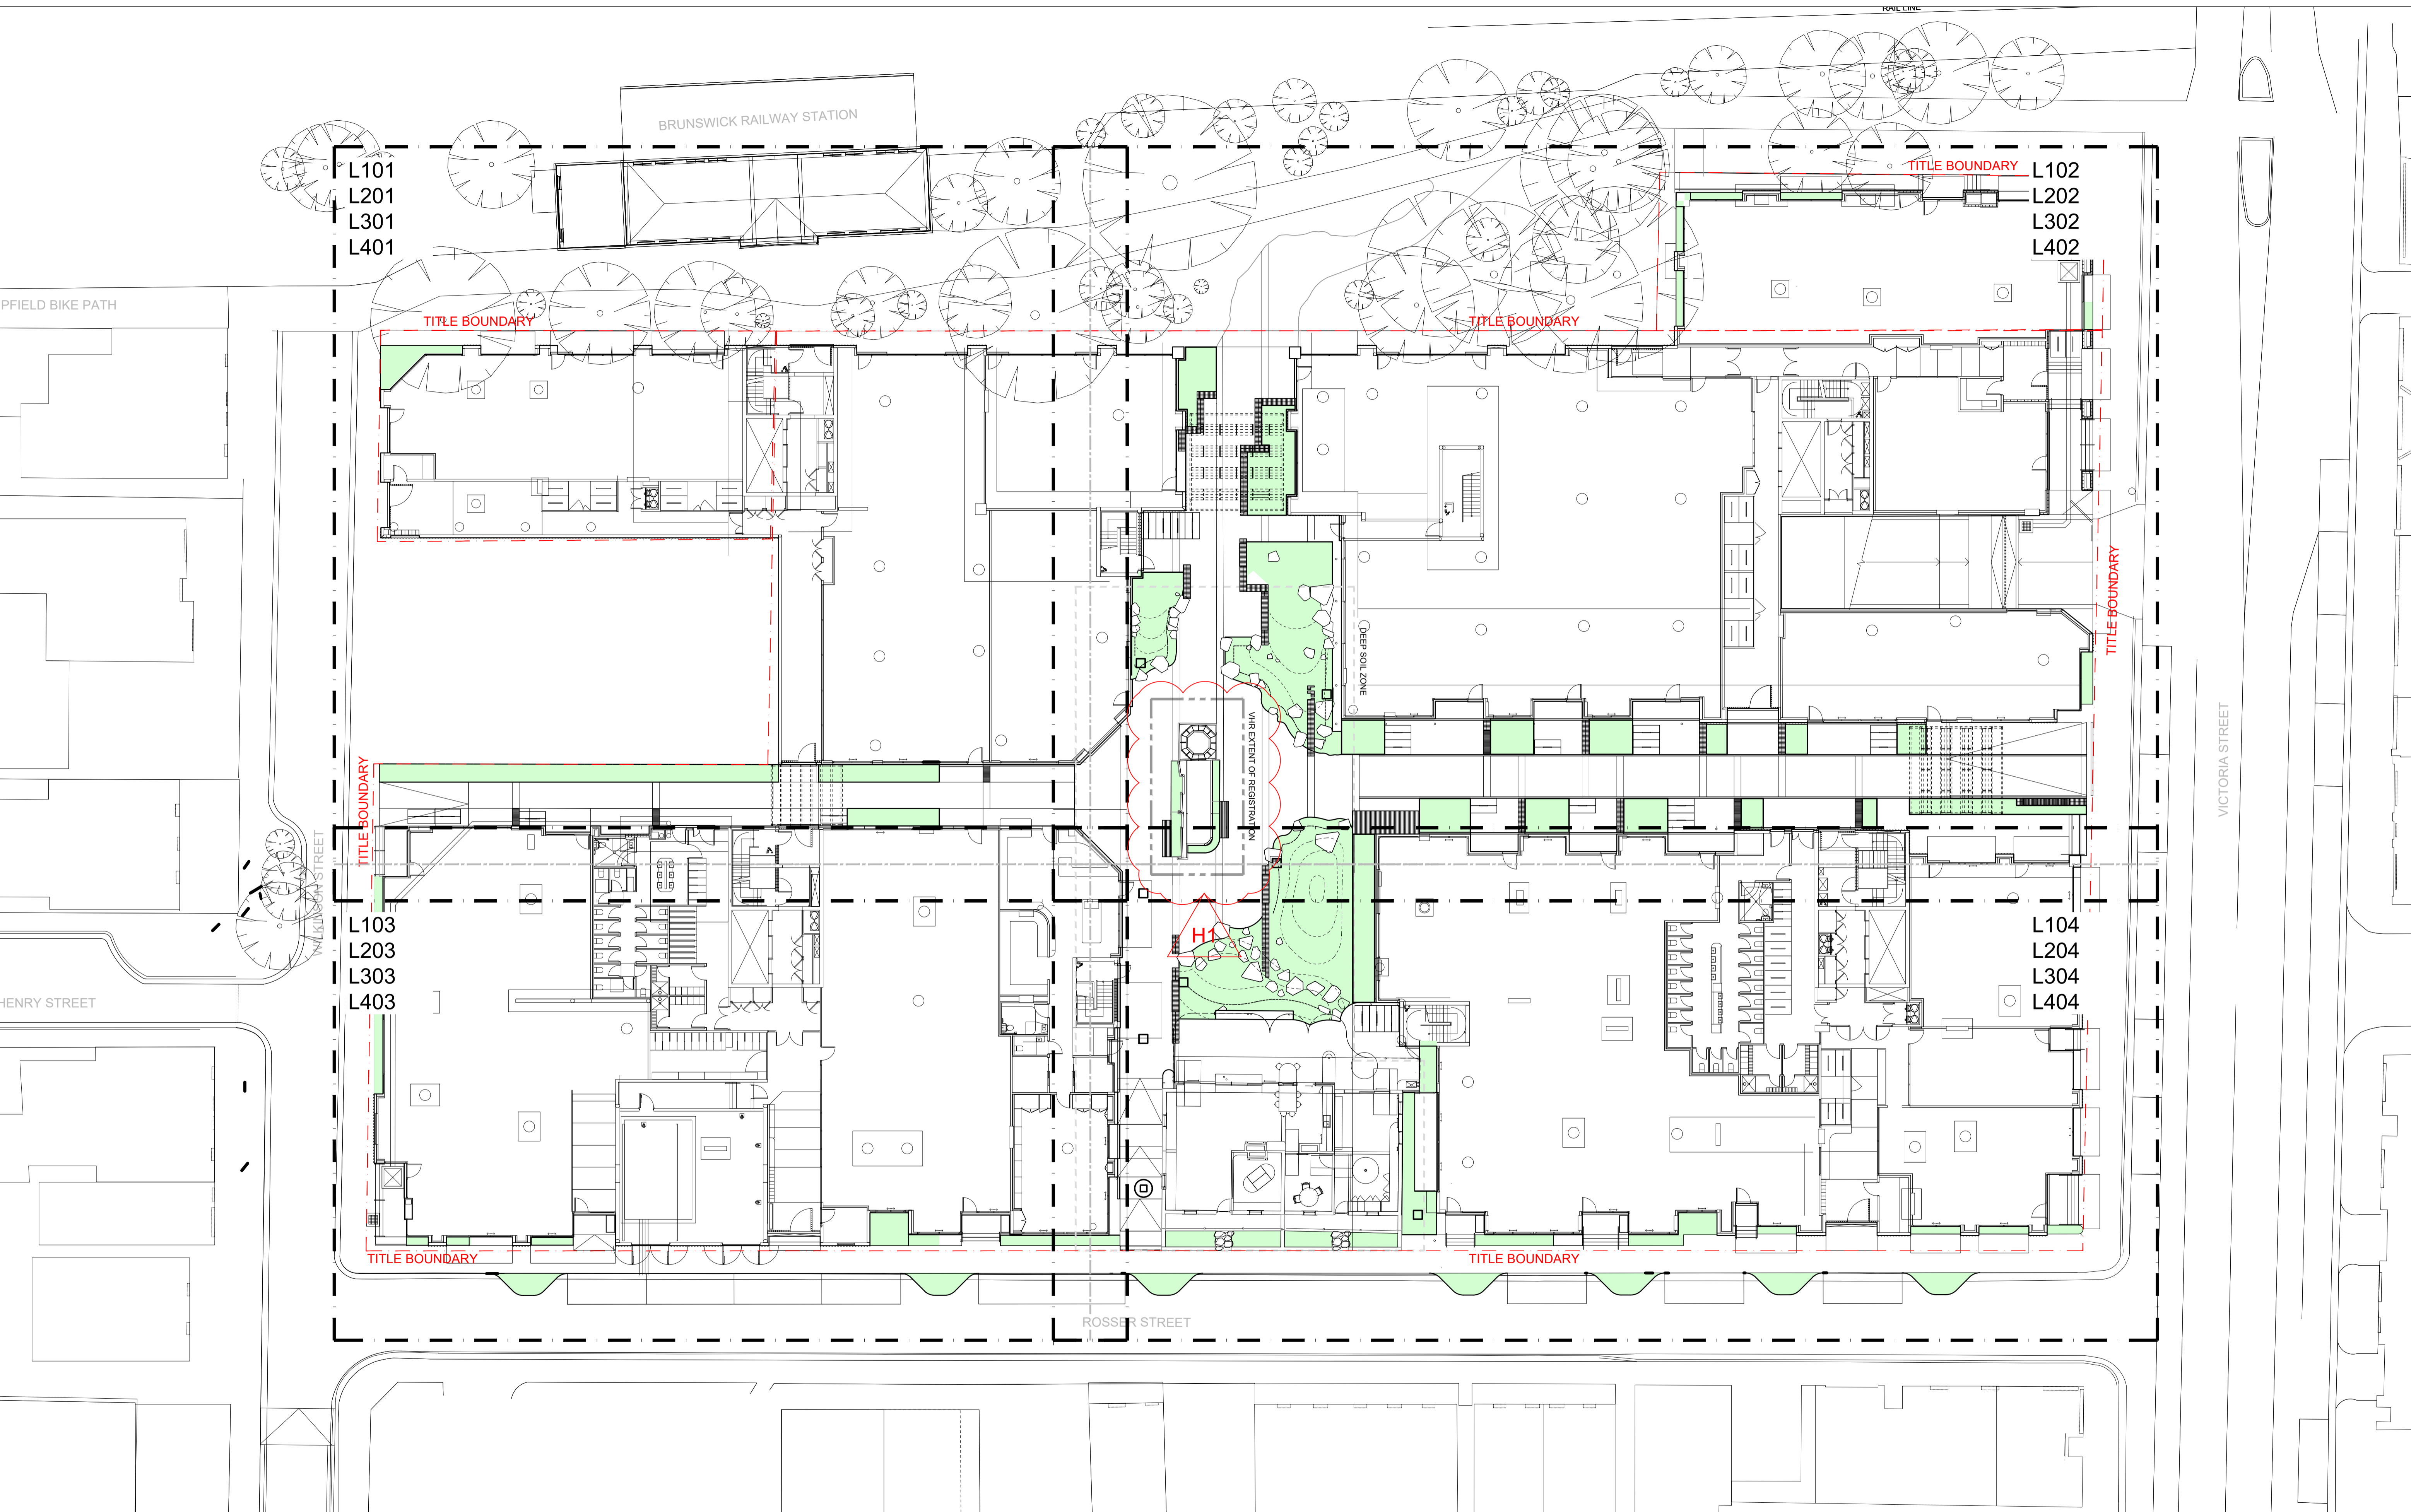 RAIL LINE
BRUNSWICK RAILWAY STATION
L101
L201
L301
L401
TITLE BOUNDARY
L102
L202
L302
L402
PFIELD BIKE PATH
TITLE BOUNDARY
TITLE BOUNDARY
TITLE BOUNDARY
DEEP SOIL ZONE
VHR EXTENT OF REGISTRATION
VICTORIA STREET
TITLE BOUNDARY
WILKINSON STREET
H1
L103
L203
L303
L403
L104
L204
L304
L404
HENRY STREET
TITLE BOUNDARY
TITLE BOUNDARY
ROSSER STREET